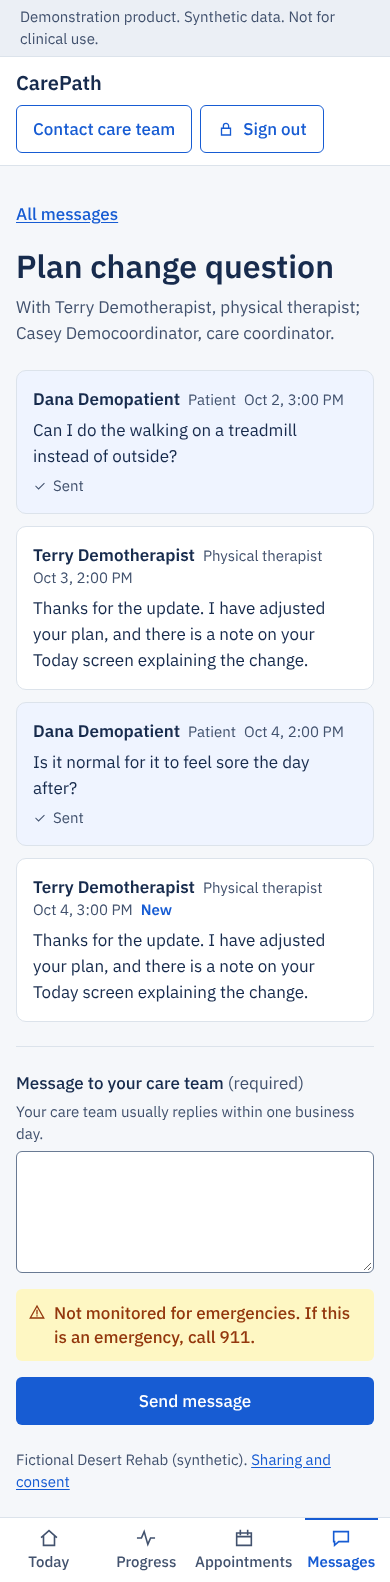 Demonstration product. Synthetic data. Not for
clinical use.
CarePath
Contact care team
Sign out
All messages
Plan change question
With Terry Demotherapist, physical therapist;
Casey Democoordinator, care coordinator.
Dana Demopatient Patient Oct 2, 3:00 PM
Can I do the walking on a treadmill
instead of outside?
Sent
Terry Demotherapist Physical therapist
Oct 3, 2:00 PM
Thanks for the update. I have adjusted
your plan, and there is a note on your
Today screen explaining the change.
Dana Demopatient Patient Oct 4, 2:00 PM
Is it normal for it to feel sore the day
after?
Sent
Terry Demotherapist Physical therapist
Oct 4, 3:00 PM New
Thanks for the update. I have adjusted
your plan, and there is a note on your
Today screen explaining the change.
Message to your care team (required)
Your care team usually replies within one business
day.
Not monitored for emergencies. If this
is an emergency, call 911.
Send message
Fictional Desert Rehab (synthetic). Sharing and
consent
Today Progress Appointments Messages